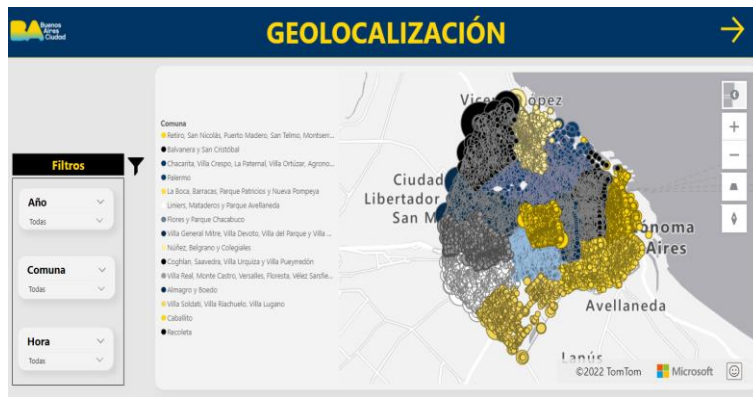 Buenos
Aires
Ciudad
GEOLOCALIZACIÓN
Filtros
Año
Todas
Comuna
Todas
Hora
Todas
Comuna
Retiro, San Nicolás, Puerto Madero, San Telmo, Montserr...
Balvanera y San Cristóbal
Chacarita, Villa Crespo, La Paternal, Villa Ortúzar, Agrono...
Palermo
La Boca, Barracas, Parque Patricios y Nueva Pompeya
Liniers, Mataderos y Parque Avellaneda
Flores y Parque Chacabuco
Villa General Mitre, Villa Devoto, Villa del Parque y Villa ...
Núñez, Belgrano y Colegiales
Coghlan, Saavedra, Villa Urquiza y Villa Pueyrredón
Villa Real, Monte Castro, Versalles, Floresta, Vélez Sarsfie...
Almagro y Boedo
Villa Soldati, Villa Riachuelo, Villa Lugano
Caballito
Recoleta
Vice ópez
Ciudad
Libertador
San M
ónoma
Aires
Avellaneda
Lanús
©2022 TomTom
Microsoft